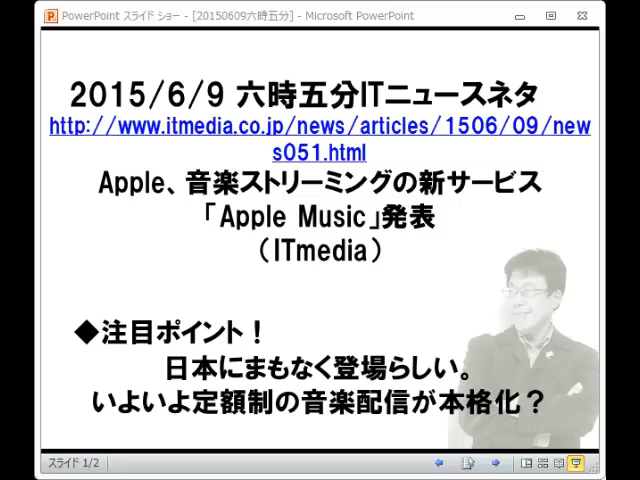 PowerPoint スライド ショー - [20150609六時五分] - Microsoft PowerPoint
2015/6/9 六時五分ITニュースネタ
http://www.itmedia.co.jp/news/articles/1506/09/new
s051.html
Apple、音楽ストリーミングの新サービス
「Apple Music」発表
（ITmedia）
◆注目ポイント！
日本にまもなく登場らしい。
いよいよ定額制の音楽配信が本格化？
スライド 1/2